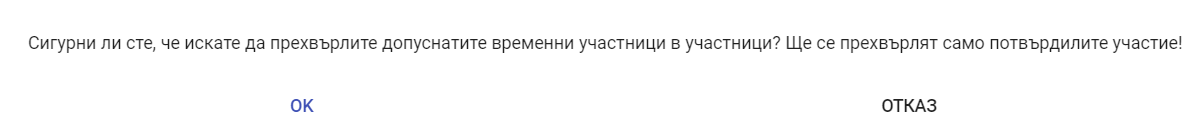 Сигурни ли сте, че искате да прехвърлите допуснатите временни участници в участници? Ще се прехвърлят само потвърдилите участие!
OK
ОТКАЗ